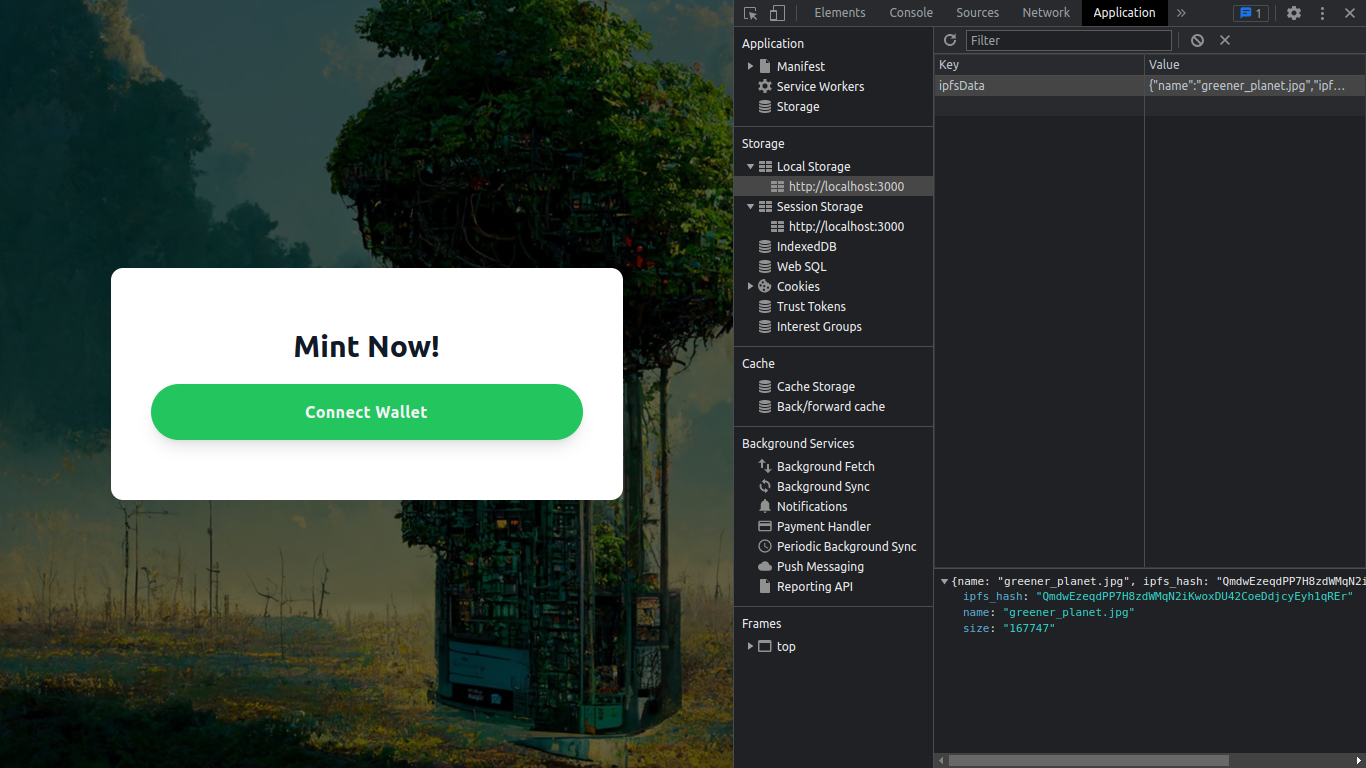 Mint Now!
Connect Wallet
Elements Console Sources Network Application » 1
Application
Manifest
Service Workers
Storage
Storage
Local Storage
http://localhost:3000
Session Storage
http://localhost:3000
IndexedDB
Web SQL
Cookies
Trust Tokens
Interest Groups
Cache
Cache Storage
Back/forward cache
Background Services
Background Fetch
Background Sync
Notifications
Payment Handler
Periodic Background Sync
Push Messaging
Reporting API
Frames
top
Filter
Key Value
ipfsData {"name":"greener_planet.jpg","ipf…
{name: "greener_planet.jpg", ipfs_hash: "QmdwEzeqdPP7H8zdWMqN2i
ipfs_hash: "QmdwEzeqdPP7H8zdWMqN2iKwoxDU42CoeDdjcyEyh1qREr"
name: "greener_planet.jpg"
size: "167747"